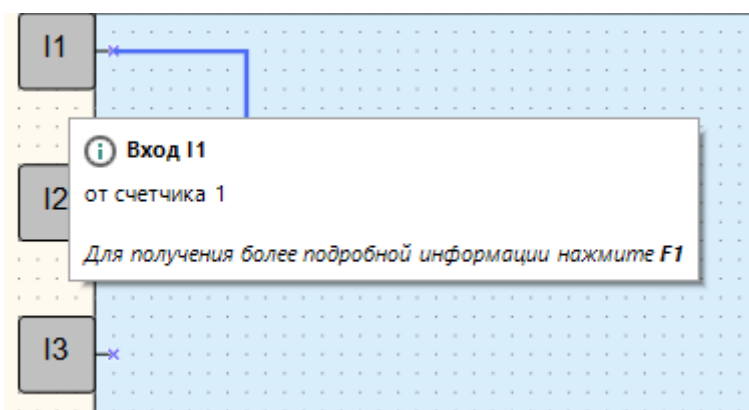 I1
Вход I1
от счетчика 1
I2
Для получения более подробной информации нажмите F1
I3